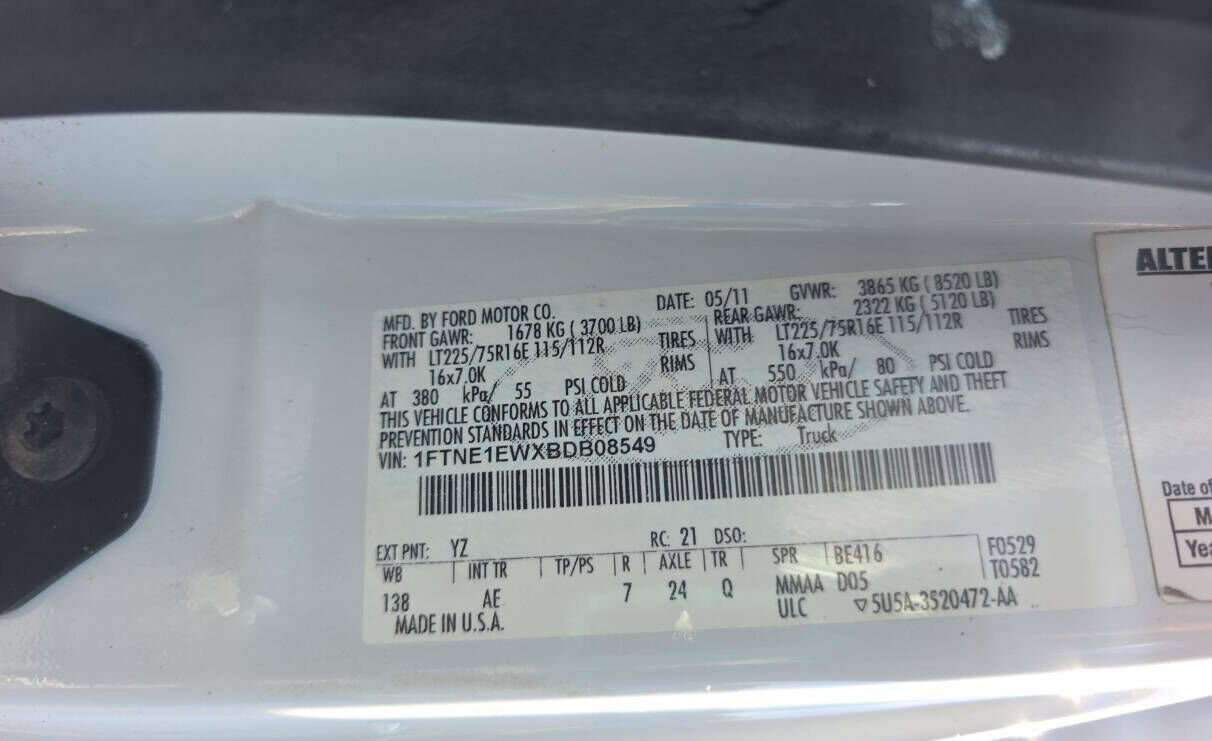 MFD. BY FORD MOTOR CO. DATE: 05/11 GVWR: 3865 KG ( 8520 LB)
FRONT GAWR: 1678 KG ( 3700 LB) REAR GAWR: 2322 KG ( 5120 LB)
WITH LT225/75R16E 115/112R TIRES WITH LT225/75R16E 115/112R TIRES
16x7.0K RIMS 16x7.0K RIMS
AT 380 kPa/ 55 PSI COLD AT 550 kPa/ 80 PSI COLD
THIS VEHICLE CONFORMS TO ALL APPLICABLE FEDERAL MOTOR VEHICLE SAFETY AND THEFT
PREVENTION STANDARDS IN EFFECT ON THE DATE OF MANUFACTURE SHOWN ABOVE.
VIN: 1FTNE1EWXBDB08549 TYPE: Truck
EXT PNT: YZ RC: 21 DSO:
WB INT TR TP/PS R AXLE TR SPR BE416 F0529
T0582
138 AE 7 24 Q MMAA D05
MADE IN U.S.A. ULC ▽5U5A-3520472-AA
ALTE
Date of
M
Yea